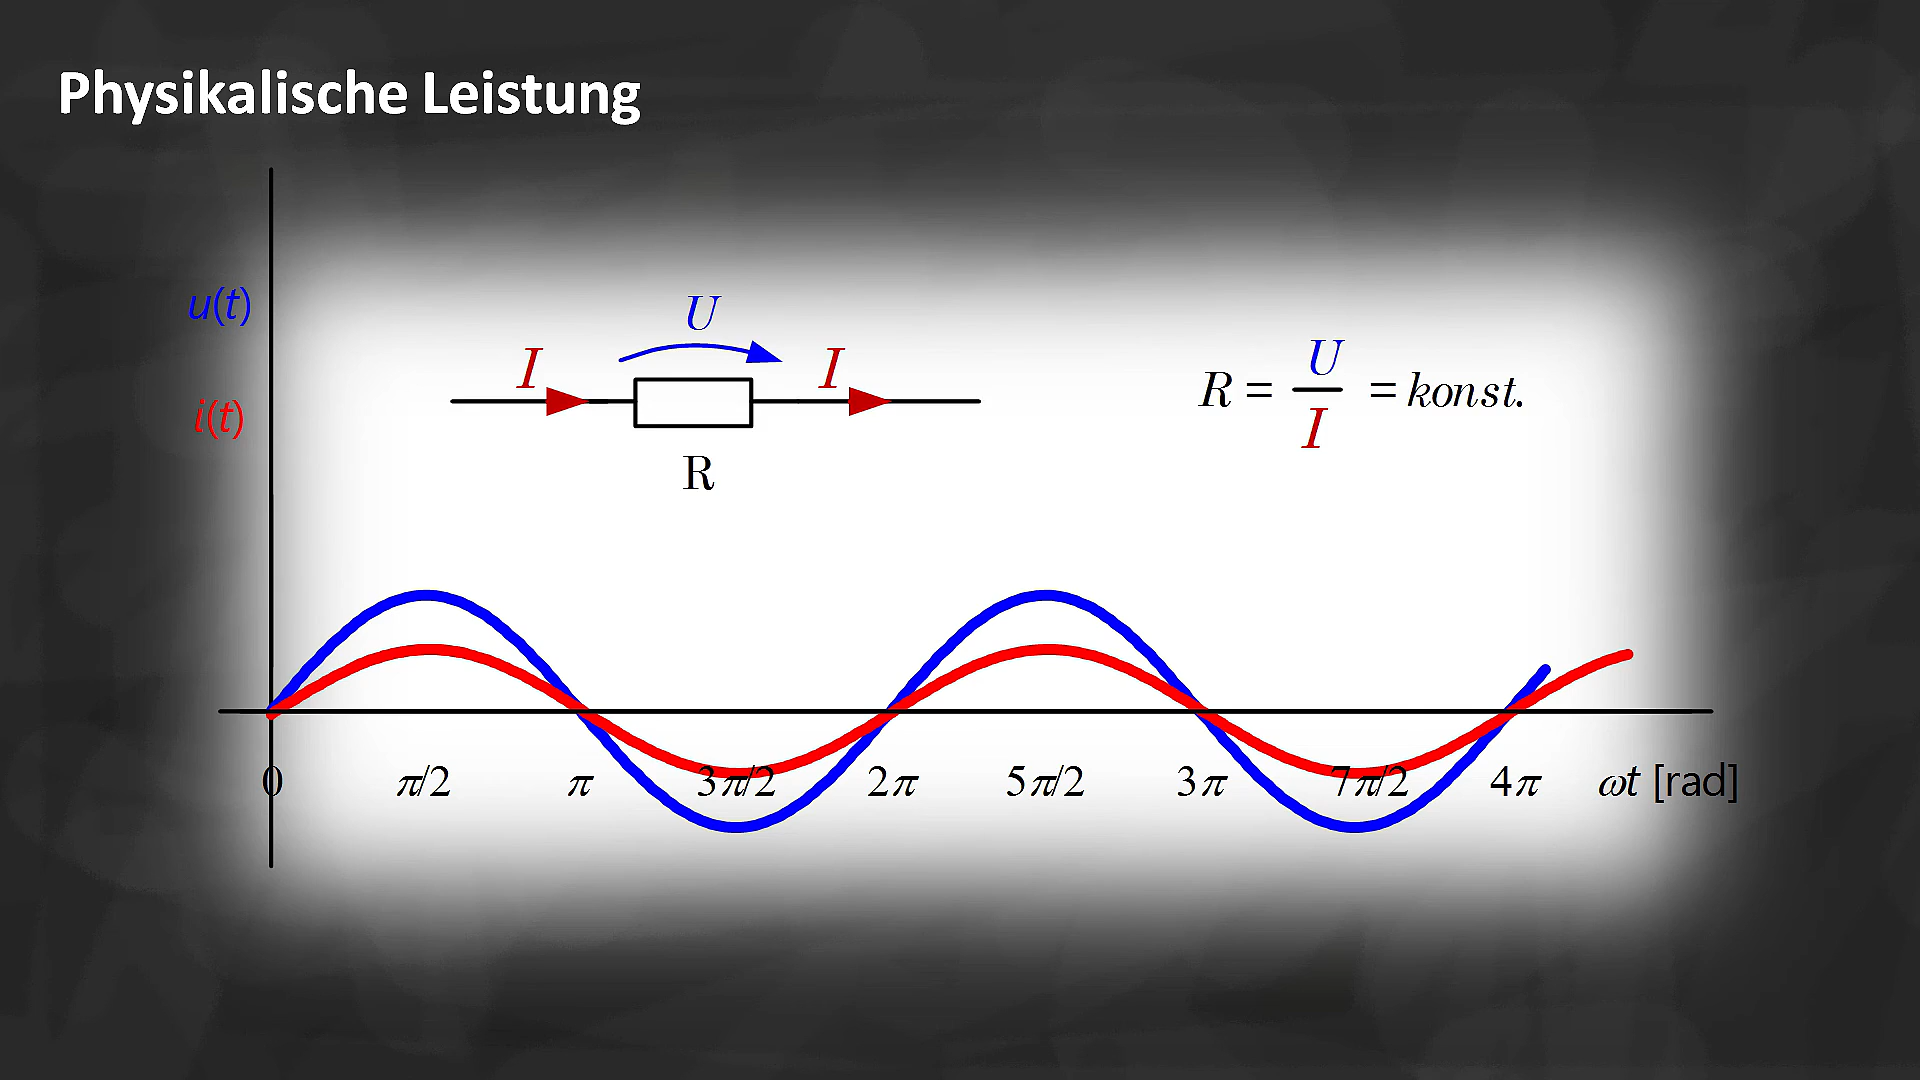 Physikalische Leistung
u(t)
i(t)
U
I
I
R
R = U/I = konst.
0 π/2 π 3π/2 2π 5π/2 3π 7π/2 4π ωt [rad]